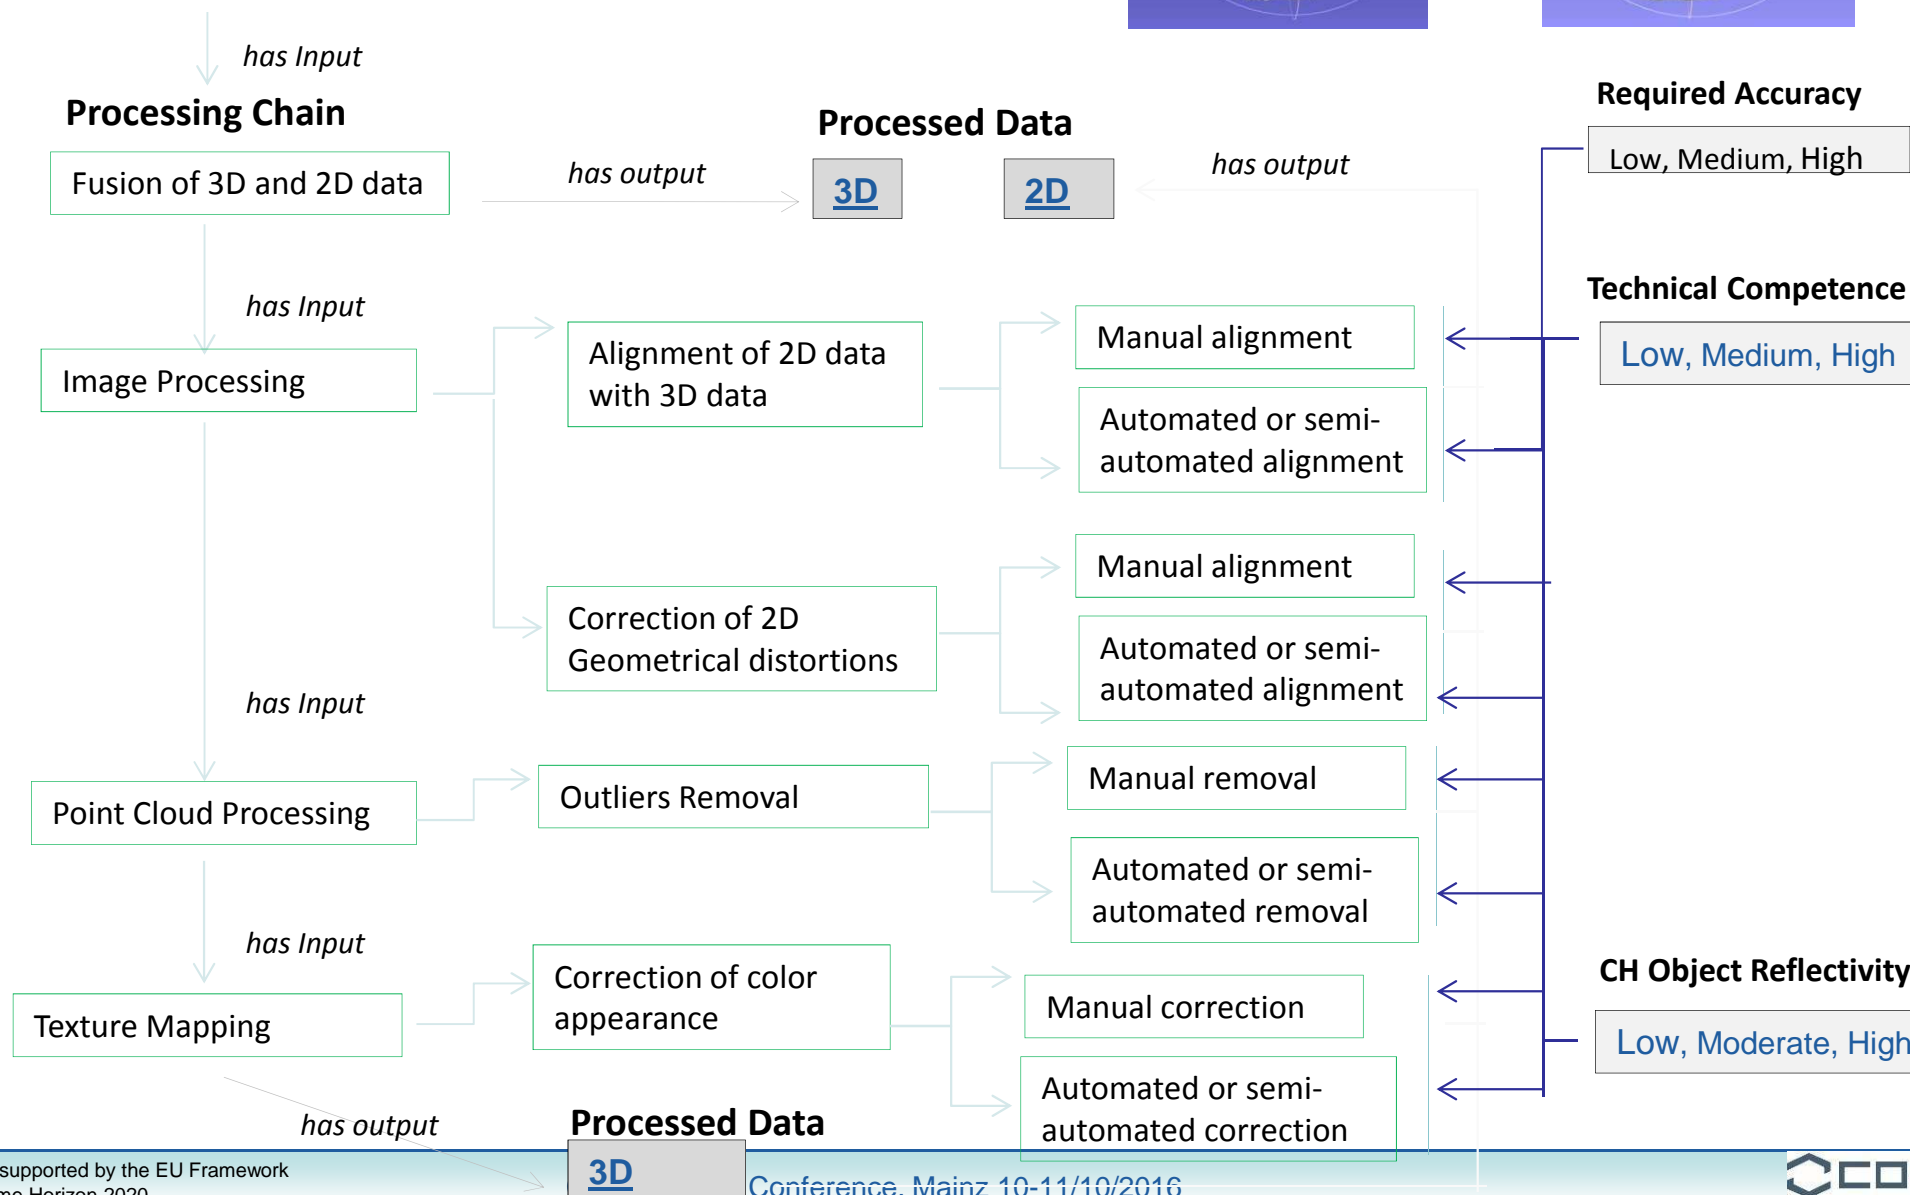 has Input
Processing Chain
Fusion of 3D and 2D data
has output
Processed Data
3D
2D
has output
Required Accuracy
Low, Medium, High
has Input
Technical Competence
Low, Medium, High
Image Processing
Alignment of 2D data
with 3D data
Manual alignment
Automated or semi-
automated alignment
Correction of 2D
Geometrical distortions
Manual alignment
Automated or semi-
automated alignment
has Input
Point Cloud Processing
Outliers Removal
Manual removal
Automated or semi-
automated removal
has Input
Texture Mapping
Correction of color
appearance
Manual correction
Automated or semi-
automated correction
CH Object Reflectivity
Low, Moderate, High
has output
Processed Data
3D
supported by the EU Framework
Horizon 2020
Conference, Mainz 10-11/10/2016
CO